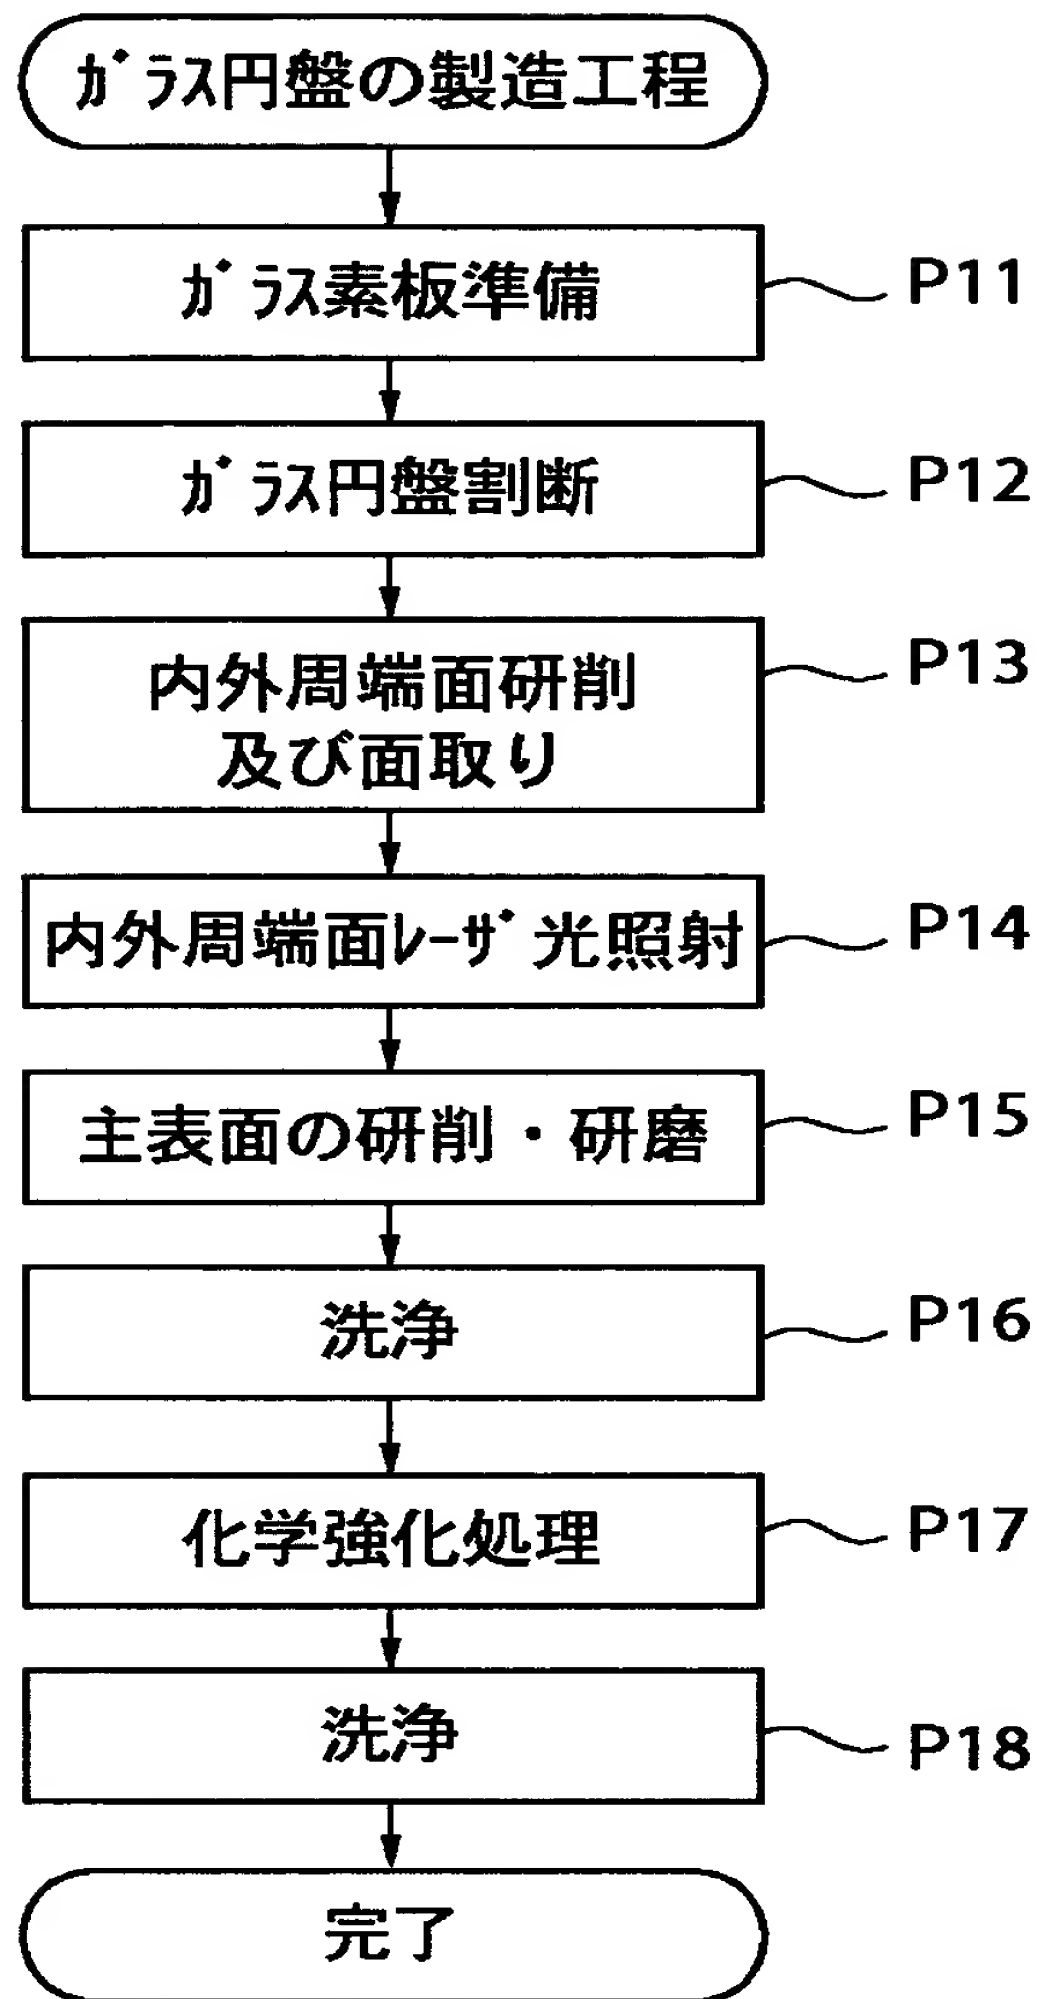 ｶﾞﾗｽ円盤の製造工程
ｶﾞﾗｽ素板準備
P11
ｶﾞﾗｽ円盤割断
P12
内外周端面研削
及び面取り
P13
内外周端面ﾚｰｻﾞ光照射
P14
主表面の研削・研磨
P15
洗浄
P16
化学強化処理
P17
洗浄
P18
完了